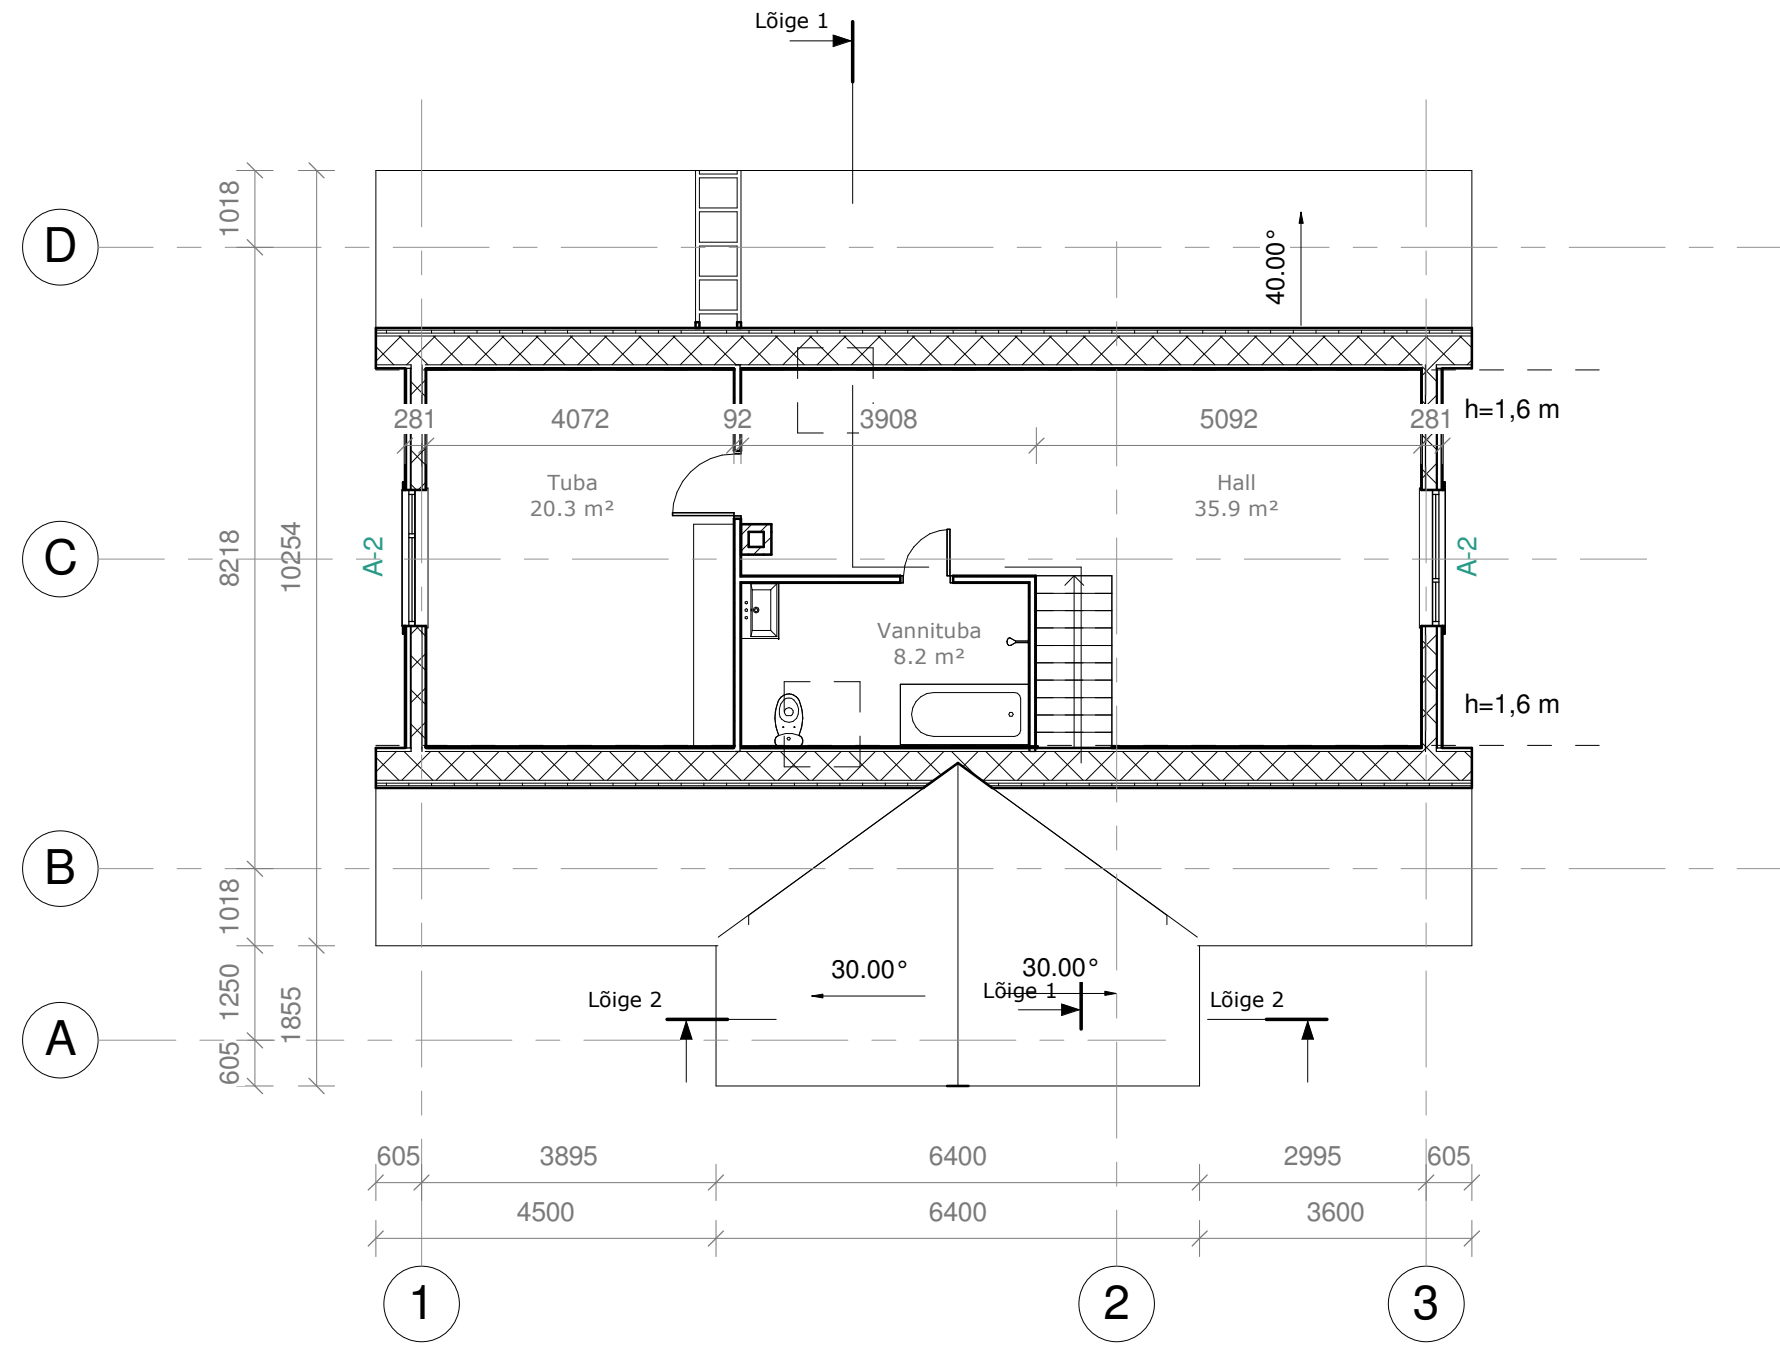 Lõige 1
D
1018
10254
40.00°
281
4072
92
3908
5092
281
h=1,6 m
Tuba
20.3 m²
Hall
35.9 m²
C
8218
A-2
A-2
Vannituba
8.2 m²
h=1,6 m
B
1018
1250
1855
605
30.00°
30.00°
Lõige 2
Lõige 1
Lõige 2
A
605
3895
6400
2995
605
4500
6400
3600
1
2
3